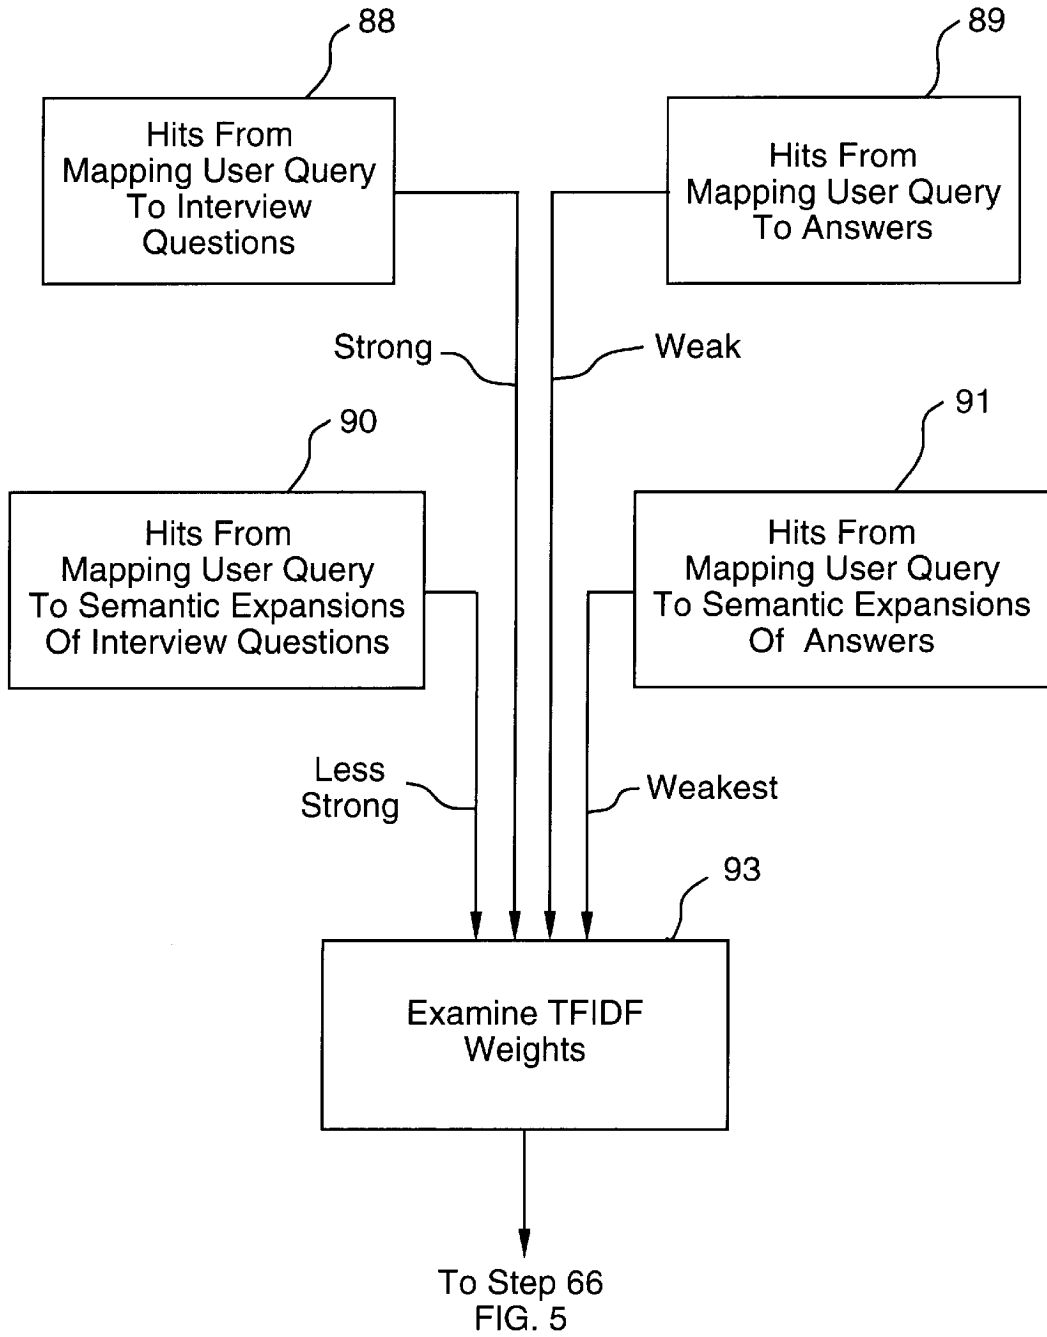 88
89
Hits From
Mapping User Query
To Interview
Questions
Hits From
Mapping User Query
To Answers
Strong
Weak
90
91
Hits From
Mapping User Query
To Semantic Expansions
Of Interview Questions
Hits From
Mapping User Query
To Semantic Expansions
Of Answers
Less
Strong
Weakest
93
Examine TFIDF
Weights
To Step 66
FIG. 5